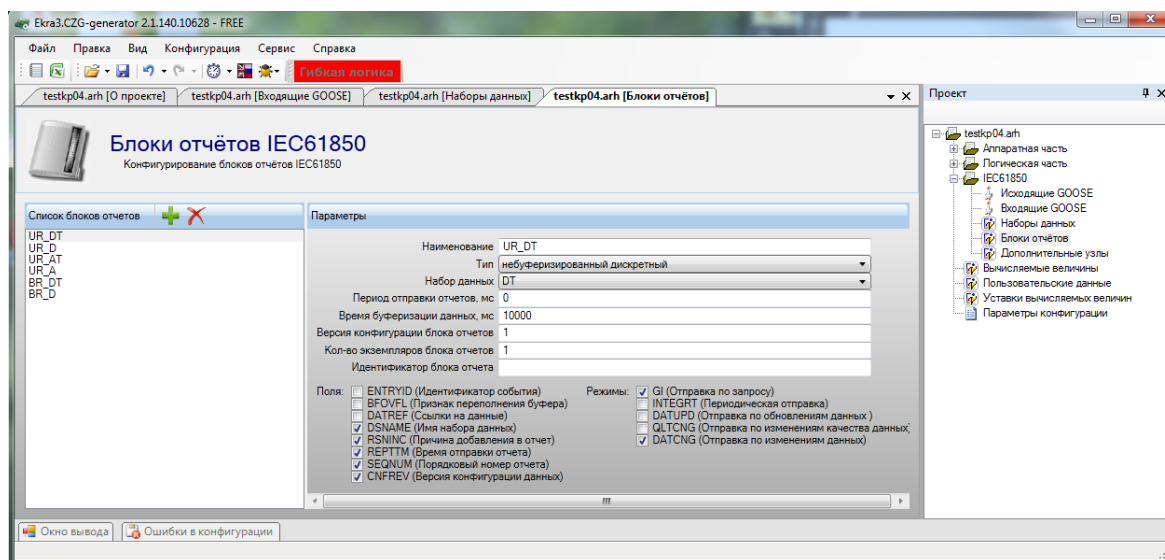 Ekra3.CZG-generator 2.1.140.10628 - FREE
Файл Правка Вид Конфигурация Сервис Справка
Гибкая логика
testkp04.arh [О проекте] testkp04.arh [Входящие GOOSE] testkp04.arh [Наборы данных] testkp04.arh [Блоки отчётов]
Блоки отчётов IEC61850
Конфигурирование блоков отчётов IEC61850
Список блоков отчетов
UR_DT
UR_D
UR_AT
UR_A
BR_DT
BR_D
Параметры
Наименование UR_DT
Тип небуферизированный дискретный
Набор данных DT
Период отправки отчетов, мс 0
Время буферизации данных, мс 10000
Версия конфигурации блока отчетов 1
Кол-во экземпляров блока отчетов 1
Идентификатор блока отчета
Поля:
ENTRYID (Идентификатор события)
BFOVFL (Признак переполнения буфера)
DATREF (Ссылки на данные)
DSNAME (Имя набора данных)
RSNINC (Причина добавления в отчет)
REPTTM (Время отправки отчета)
SEQNUM (Порядковый номер отчета)
CNFREV (Версия конфигурации данных)
Режимы:
GI (Отправка по запросу)
INTEGRT (Периодическая отправка)
DATUPD (Отправка по обновлениям данных )
QLTCNG (Отправка по изменениям качества данных)
DATCNG (Отправка по изменениям данных)
Проект
testkp04.arh
Аппаратная часть
Логическая часть
IEC61850
Исходящие GOOSE
Входящие GOOSE
Наборы данных
Блоки отчётов
Дополнительные узлы
Вычисляемые величины
Пользовательские данные
Уставки вычисляемых величин
Параметры конфигурации
Окно вывода Ошибки в конфигурации